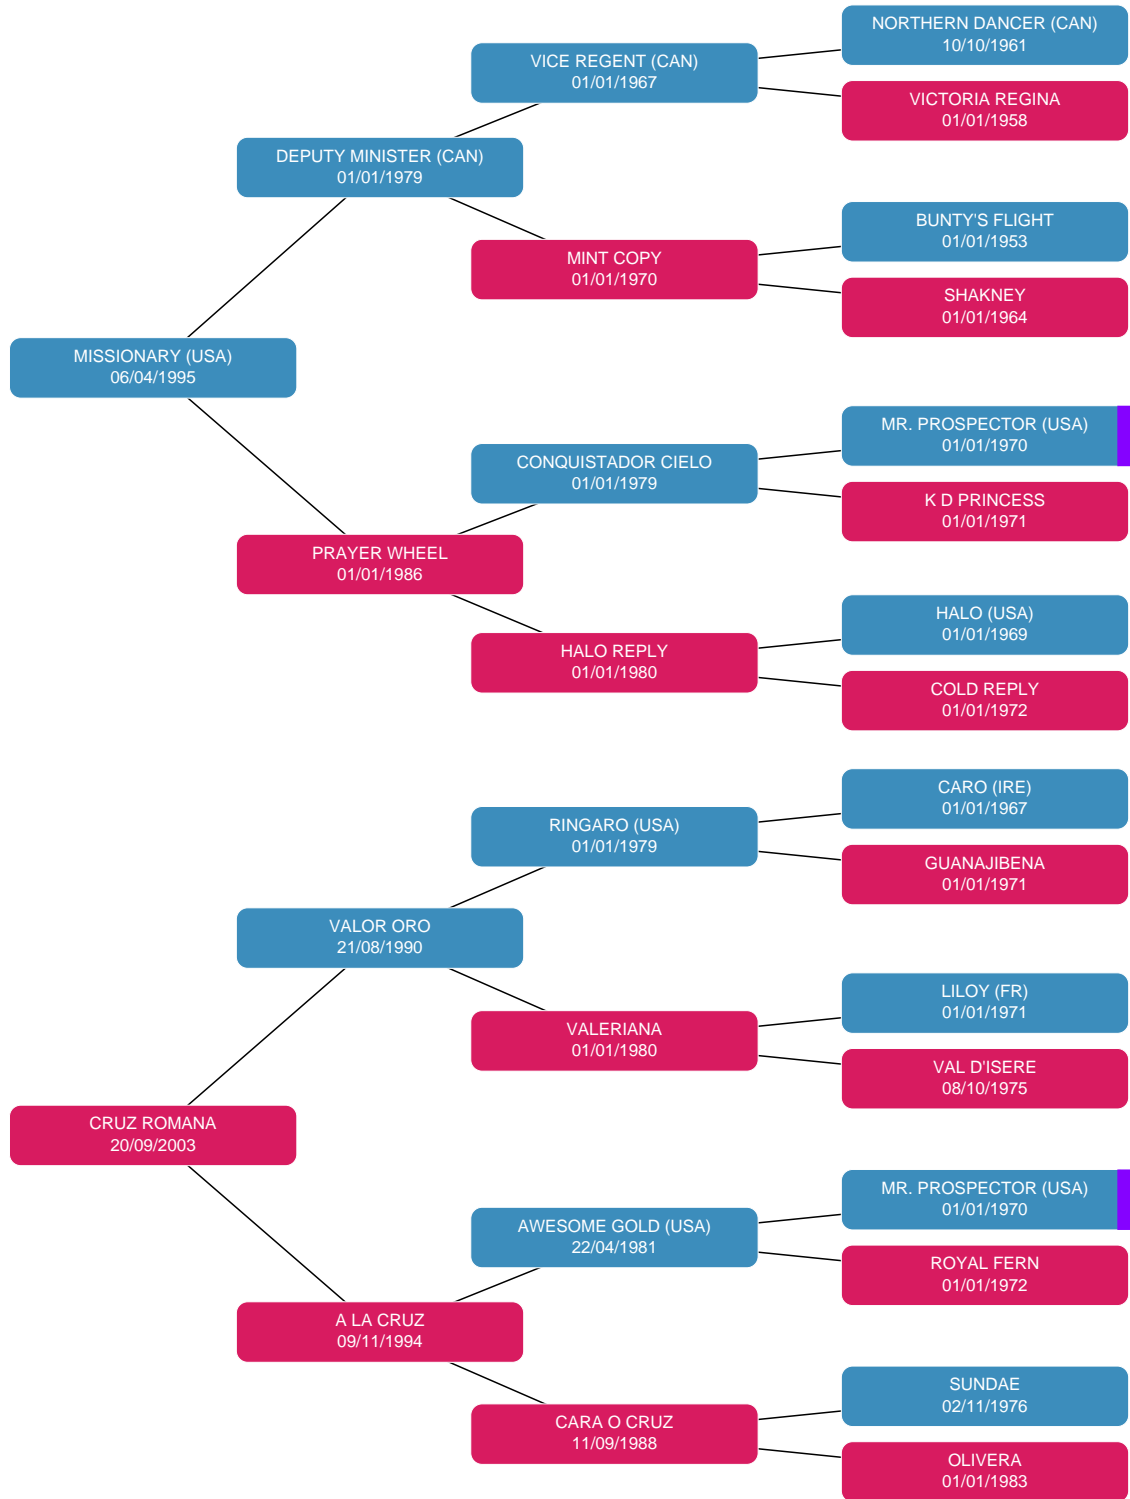 NORTHERN DANCER (CAN)
10/10/1961
VICE REGENT (CAN)
01/01/1967
VICTORIA REGINA
01/01/1958
DEPUTY MINISTER (CAN)
01/01/1979
BUNTY'S FLIGHT
01/01/1953
MINT COPY
01/01/1970
SHAKNEY
01/01/1964
MISSIONARY (USA)
06/04/1995
MR. PROSPECTOR (USA)
01/01/1970
CONQUISTADOR CIELO
01/01/1979
K D PRINCESS
01/01/1971
PRAYER WHEEL
01/01/1986
HALO (USA)
01/01/1969
HALO REPLY
01/01/1980
COLD REPLY
01/01/1972
CARO (IRE)
01/01/1967
RINGARO (USA)
01/01/1979
GUANAJIBENA
01/01/1971
VALOR ORO
21/08/1990
LILOY (FR)
01/01/1971
VALERIANA
01/01/1980
VAL D'ISERE
08/10/1975
CRUZ ROMANA
20/09/2003
MR. PROSPECTOR (USA)
01/01/1970
AWESOME GOLD (USA)
22/04/1981
ROYAL FERN
01/01/1972
A LA CRUZ
09/11/1994
SUNDAE
02/11/1976
CARA O CRUZ
11/09/1988
OLIVERA
01/01/1983